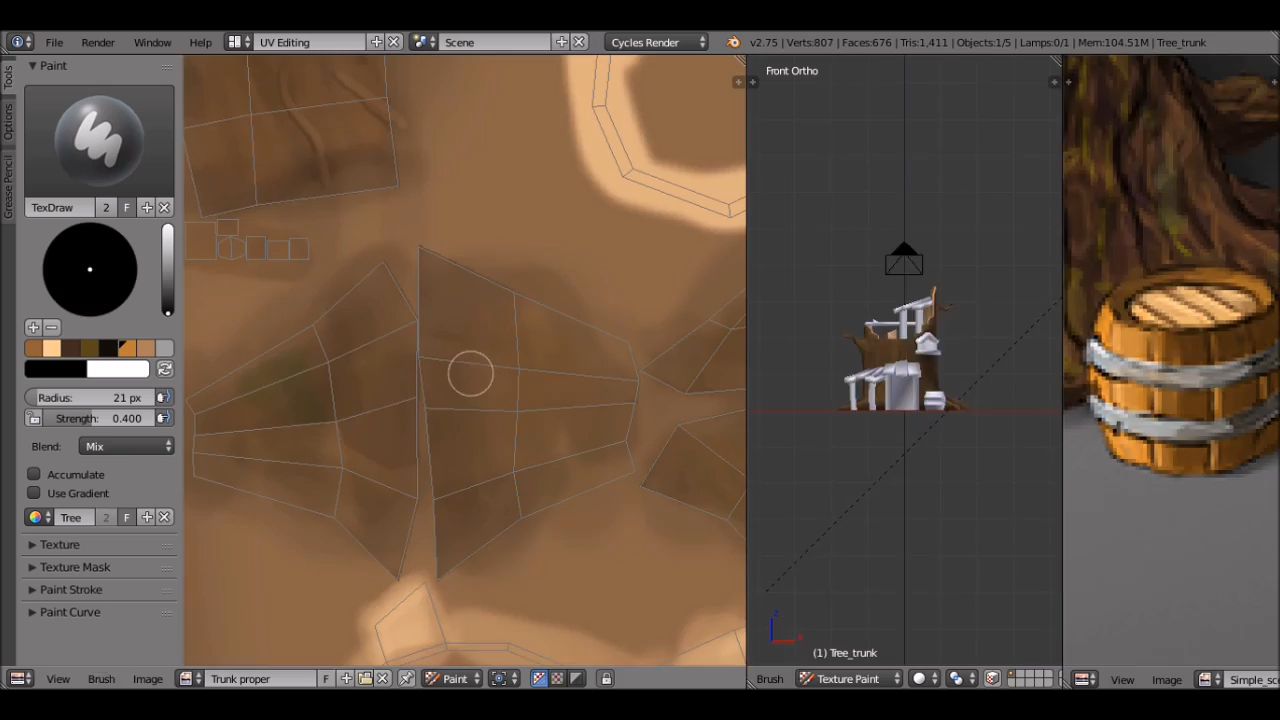 File Render Window Help UV Editing Scene Cycles Render v2.75 | Verts:807 | Faces:676 | Tris:1,411 | Objects:1/5 | Lamps:0/1 | Mem:104.51M | Tree_trunk
Tools
Options
Grease Pencil
Paint
TexDraw 2 F
Radius: 21 px
Strength: 0.400
Blend: Mix
Accumulate
Use Gradient
Tree 2 F
Texture
Texture Mask
Paint Stroke
Paint Curve
Front Ortho
z
x
(1) Tree_trunk
View Brush Image Trunk proper F Paint
Brush Texture Paint
View Image Simple_sc